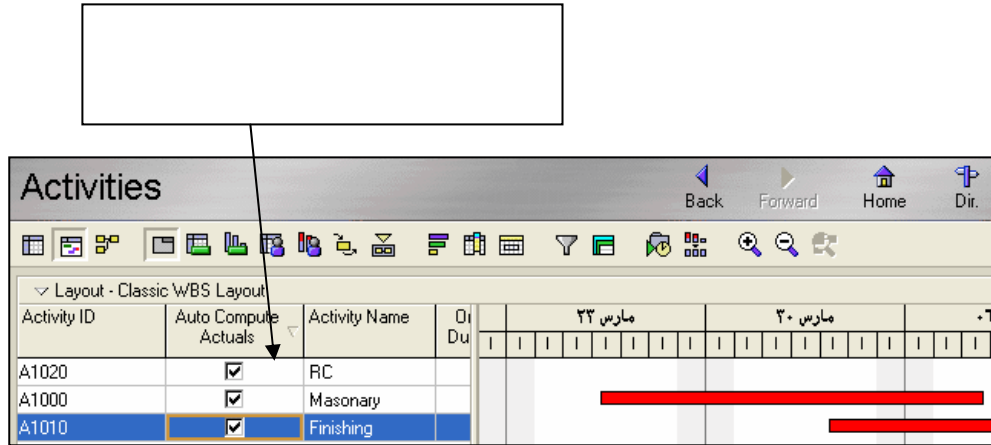 Activities
Back
Forward
Home
Dir.
Layout - Classic WBS Layout
Activity ID
Auto Compute
Actuals
Activity Name
مارس ٢٣
مارس ٣٠
A1020
RC
A1000
Masonary
A1010
Finishing